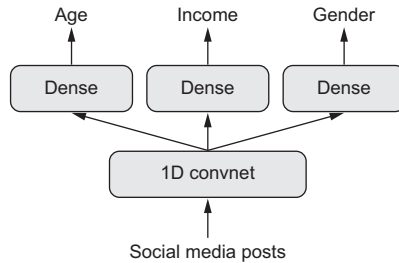 Age Income Gender
Dense Dense Dense
1D convnet
Social media posts